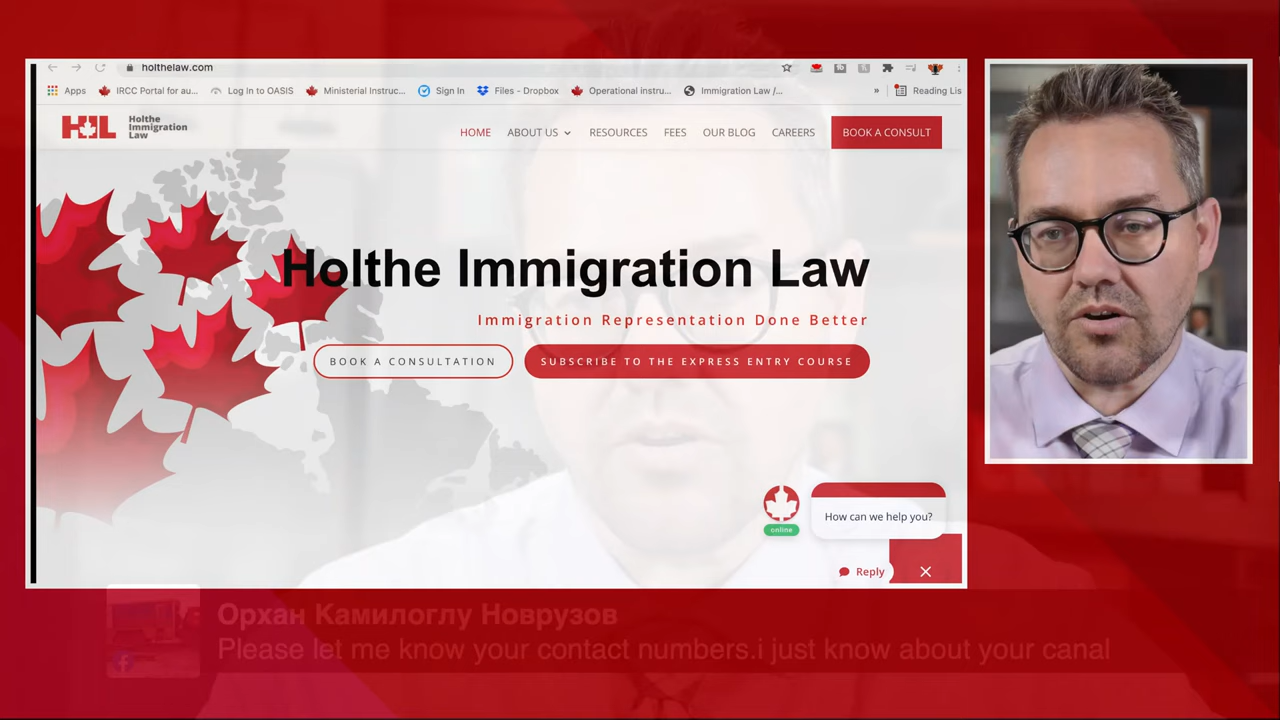 holthelaw.com
Apps IRCC Portal for au... Log In to OASIS Ministerial Instruc... Sign In Files - Dropbox Operational instru... Immigration Law /... » Reading Lis
HIL Holthe
Immigration
Law
HOME ABOUT US RESOURCES FEES OUR BLOG CAREERS BOOK A CONSULT
Holthe Immigration Law
Immigration Representation Done Better
BOOK A CONSULTATION SUBSCRIBE TO THE EXPRESS ENTRY COURSE
How can we help you?
online
Reply
Орхан Камилоглу Новрузов
Please let me know your contact numbers.i just know about your canal